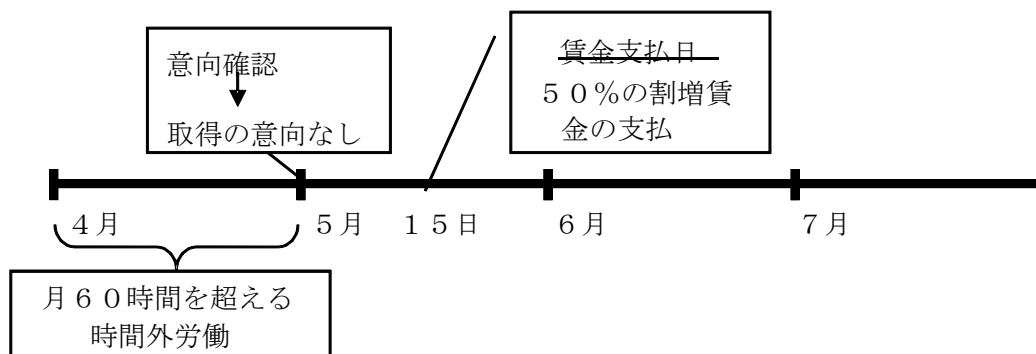 意向確認
取得の意向なし
賃金支払日
５０％の割増賃
金の支払
４月
５月
１５日
６月
７月
月６０時間を超える
時間外労働